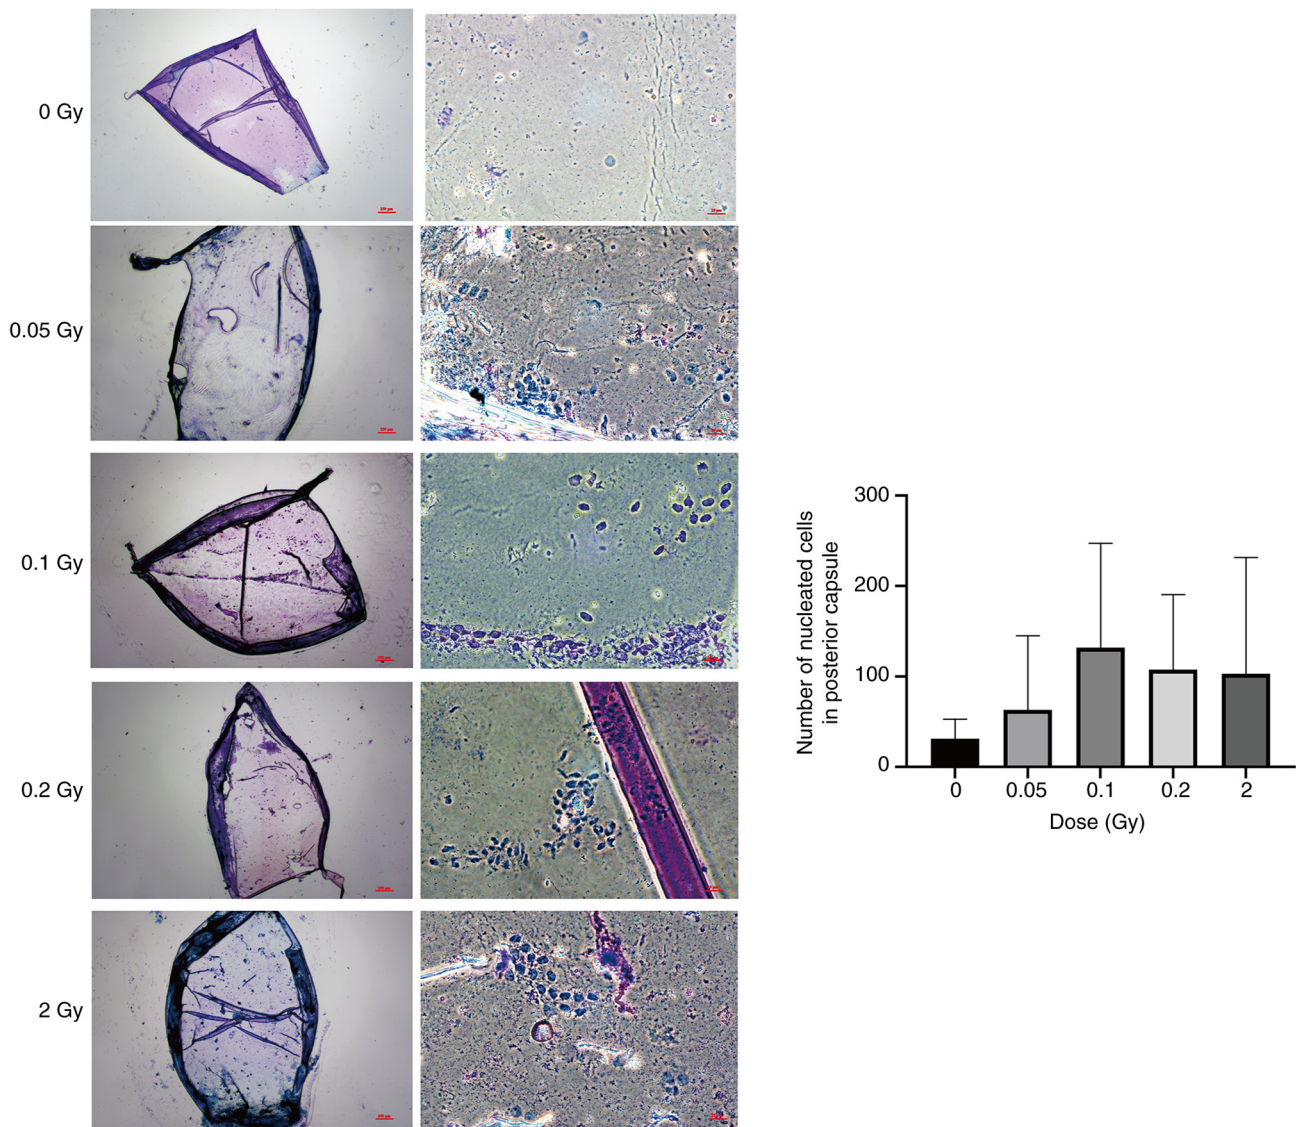 0 Gy
0.05 Gy
0.1 Gy
0.2 Gy
2 Gy
Number of nucleated cells
in posterior capsule
300
200
100
0
0
0.05
0.1
0.2
2
Dose (Gy)